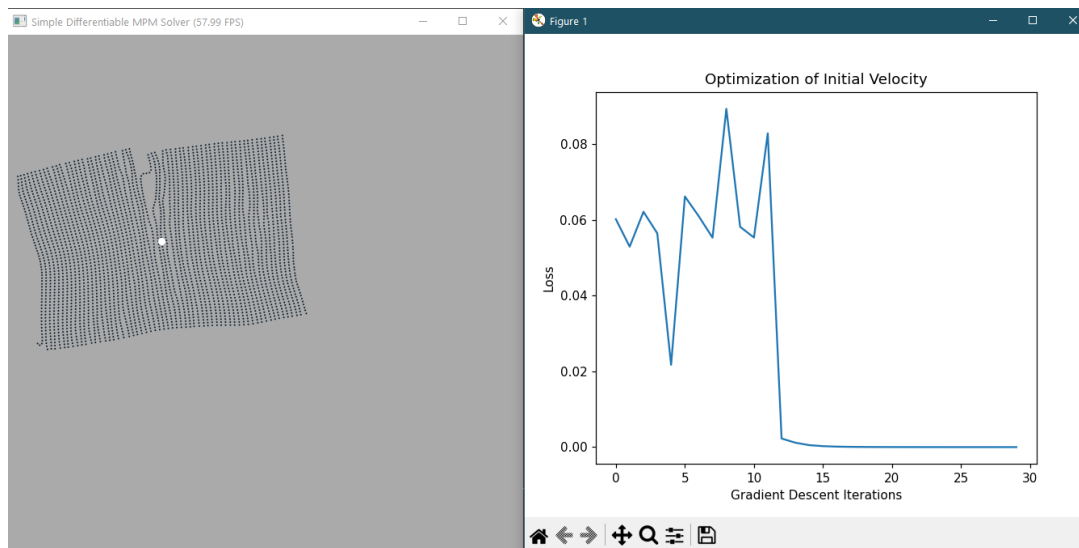 Simple Differentiable MPM Solver (57.99 FPS)
Figure 1
Optimization of Initial Velocity
0.08
0.06
0.04
0.02
0.00
Loss
0
5
10
15
20
25
30
Gradient Descent Iterations